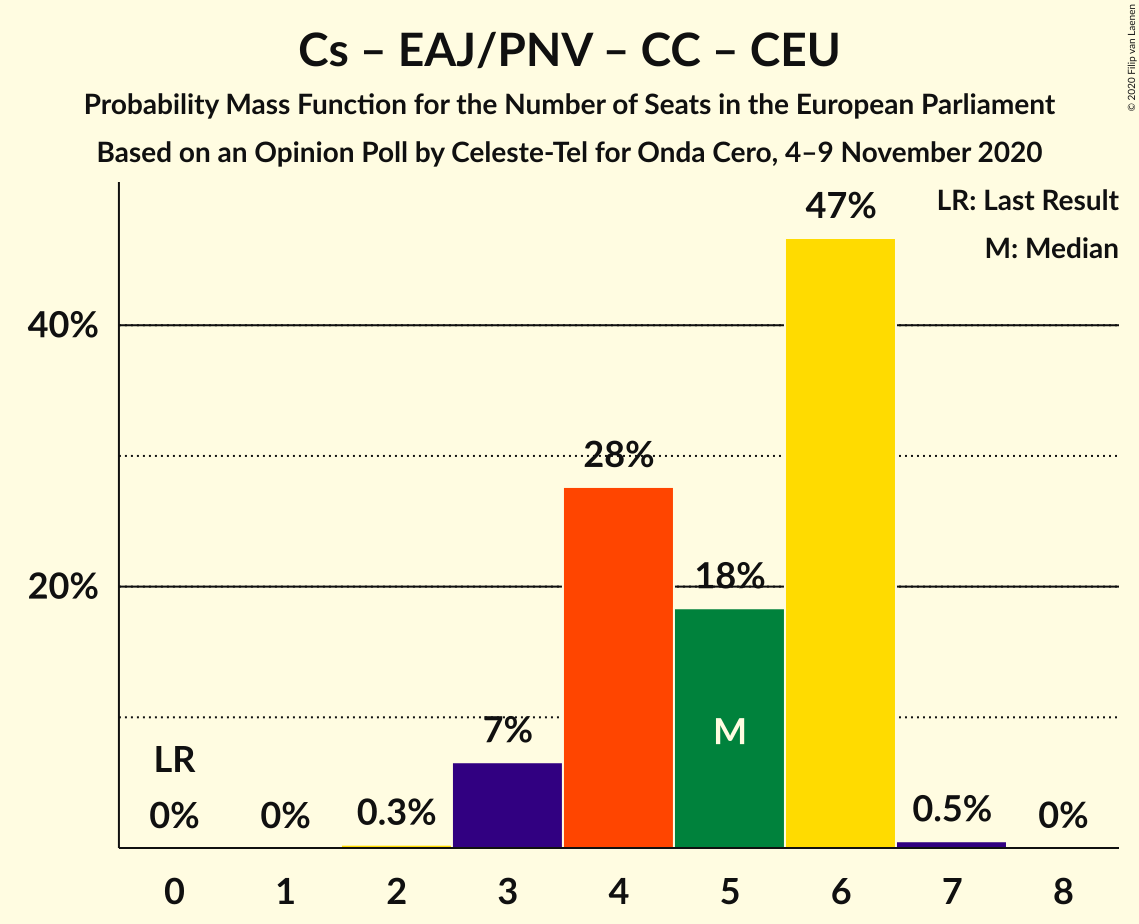 Cs – EAJ/PNV – CC – CEU
Probability Mass Function for the Number of Seats in the European Parliament
Based on an Opinion Poll by Celeste-Tel for Onda Cero, 4–9 November 2020
© 2020 Filip van Laenen
LR: Last Result
M: Median
47%
40%
28%
20%
18%
7%
M
LR
0%
0%
0.3%
0.5%
0%
0 1 2 3 4 5 6 7 8